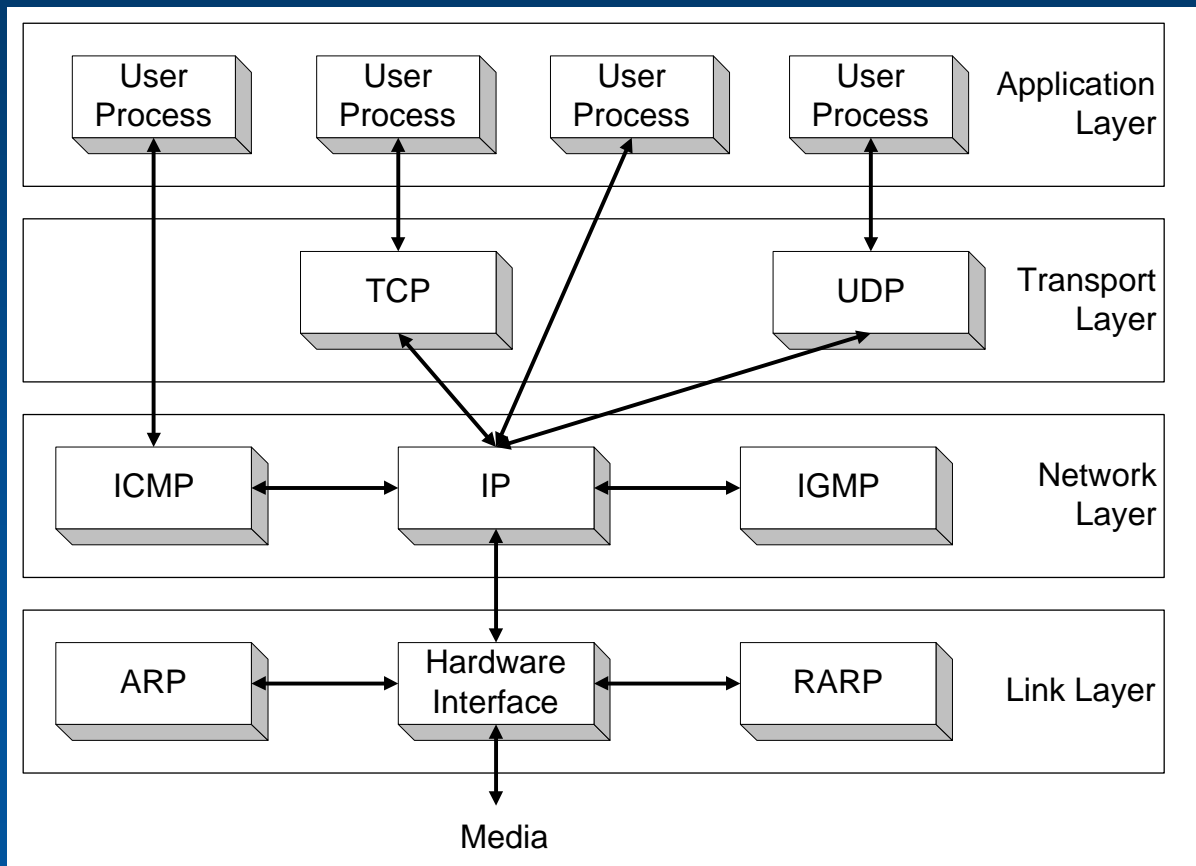 User
Process
User
Process
User
Process
User
Process
Application
Layer
TCP
UDP
Transport
Layer
ICMP
IP
IGMP
Network
Layer
ARP
Hardware
Interface
RARP
Link Layer
Media